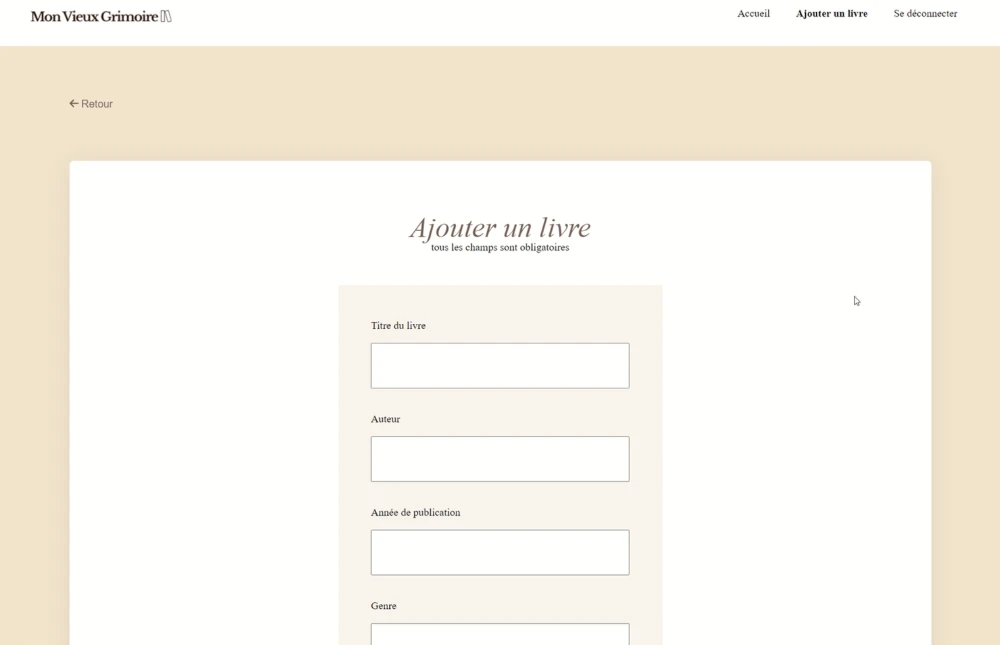 Mon Vieux Grimoire
Accueil Ajouter un livre Se déconnecter
Retour
Ajouter un livre
tous les champs sont obligatoires
Titre du livre
Auteur
Année de publication
Genre